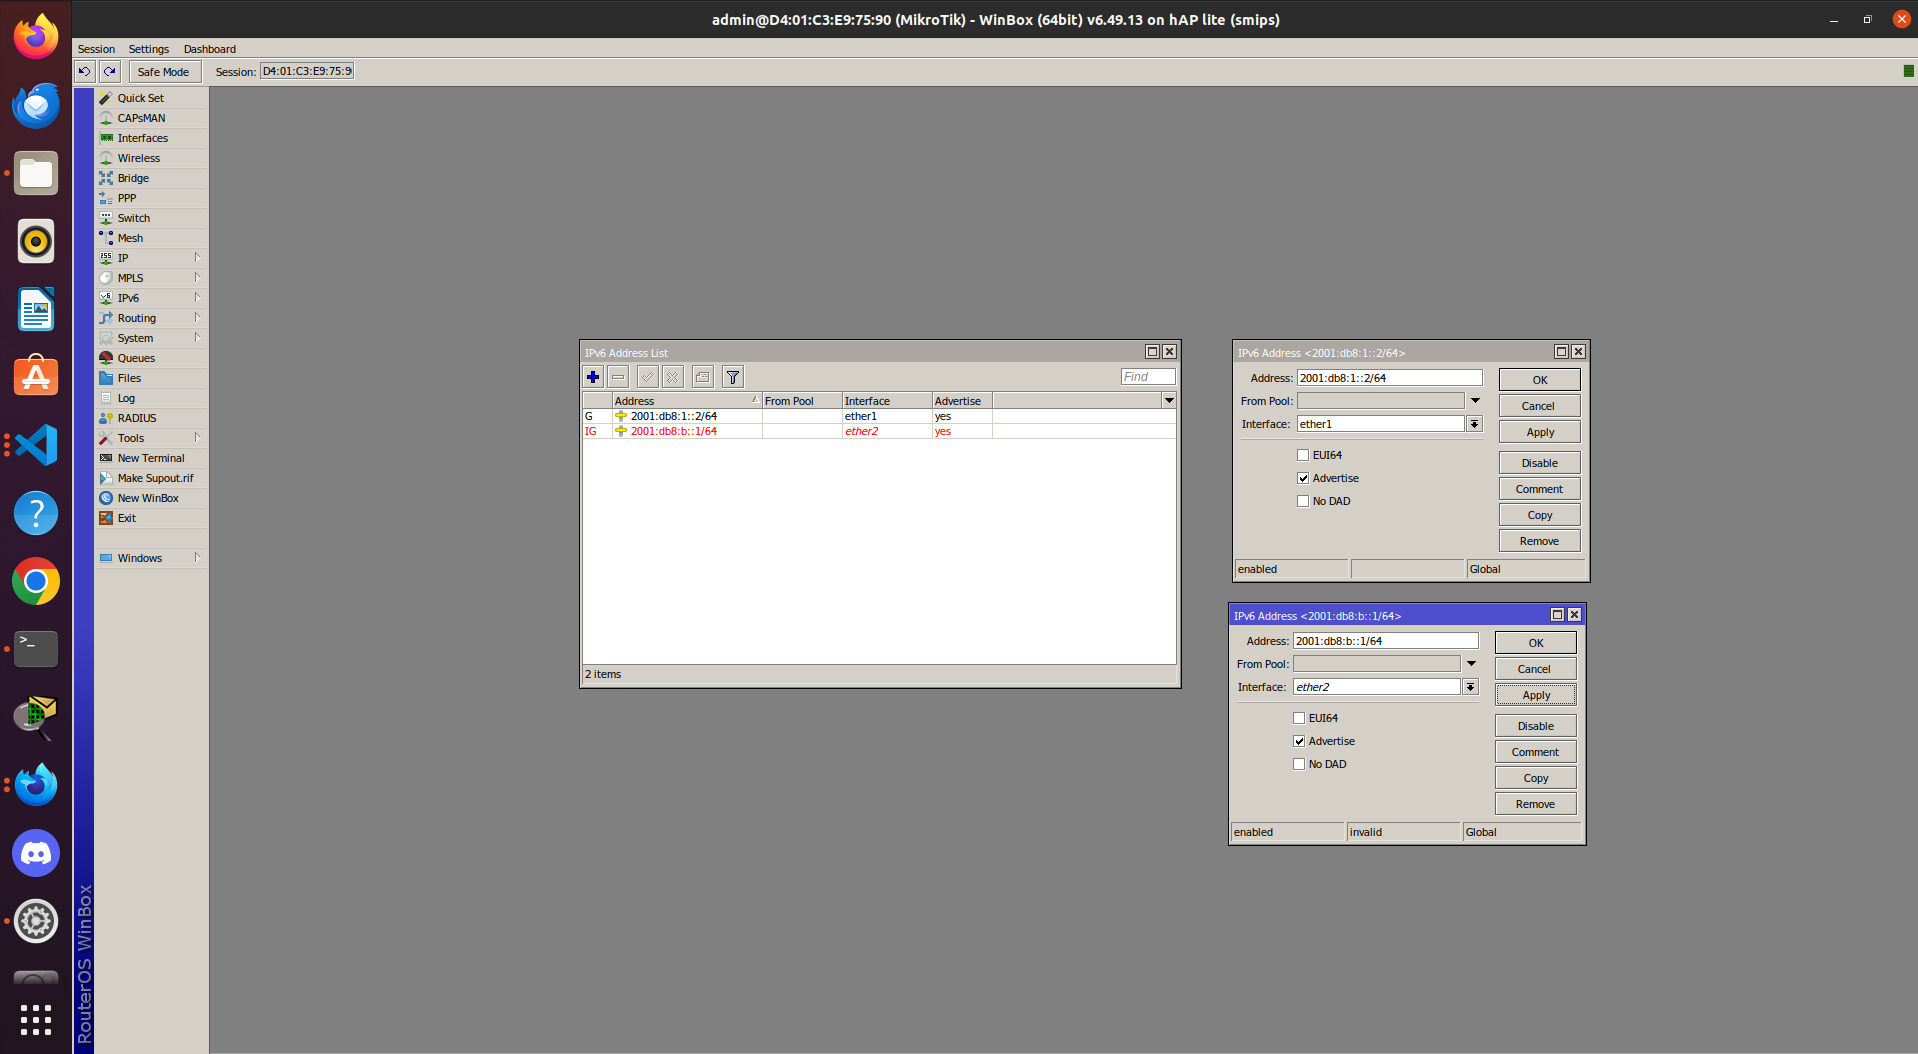 admin@D4:01:C3:E9:75:90 (MikroTik) - WinBox (64bit) v6.49.13 on hAP lite (smips)
Session Settings Dashboard
Safe Mode Session: D4:01:C3:E9:75:9
Quick Set
CAPsMAN
Interfaces
Wireless
Bridge
PPP
Switch
Mesh
IP
MPLS
IPv6
Routing
System
Queues
Files
Log
RADIUS
Tools
New Terminal
Make Supout.rif
New WinBox
Exit
Windows
RouterOS WinBox
IPv6 Address List
Find
Address From Pool Interface Advertise
G 2001:db8:1::2/64 ether1 yes
IG 2001:db8:b::1/64 ether2 yes
2 items
IPv6 Address <2001:db8:1::2/64>
Address: 2001:db8:1::2/64
From Pool:
Interface: ether1
EUI64
Advertise
No DAD
OK
Cancel
Apply
Disable
Comment
Copy
Remove
enabled Global
IPv6 Address <2001:db8:b::1/64>
Address: 2001:db8:b::1/64
From Pool:
Interface: ether2
EUI64
Advertise
No DAD
OK
Cancel
Apply
Disable
Comment
Copy
Remove
enabled invalid Global